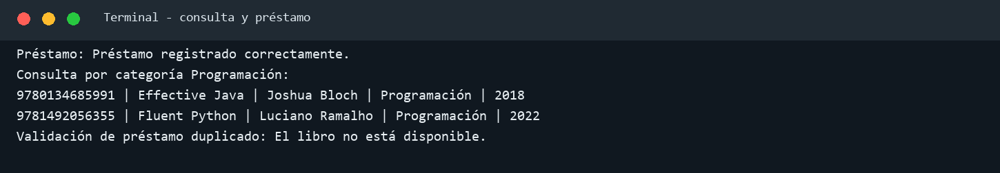 Terminal - consulta y préstamo
Préstamo: Préstamo registrado correctamente.
Consulta por categoría Programación:
9780134685991 | Effective Java | Joshua Bloch | Programación | 2018
9781492056355 | Fluent Python | Luciano Ramalho | Programación | 2022
Validación de préstamo duplicado: El libro no está disponible.